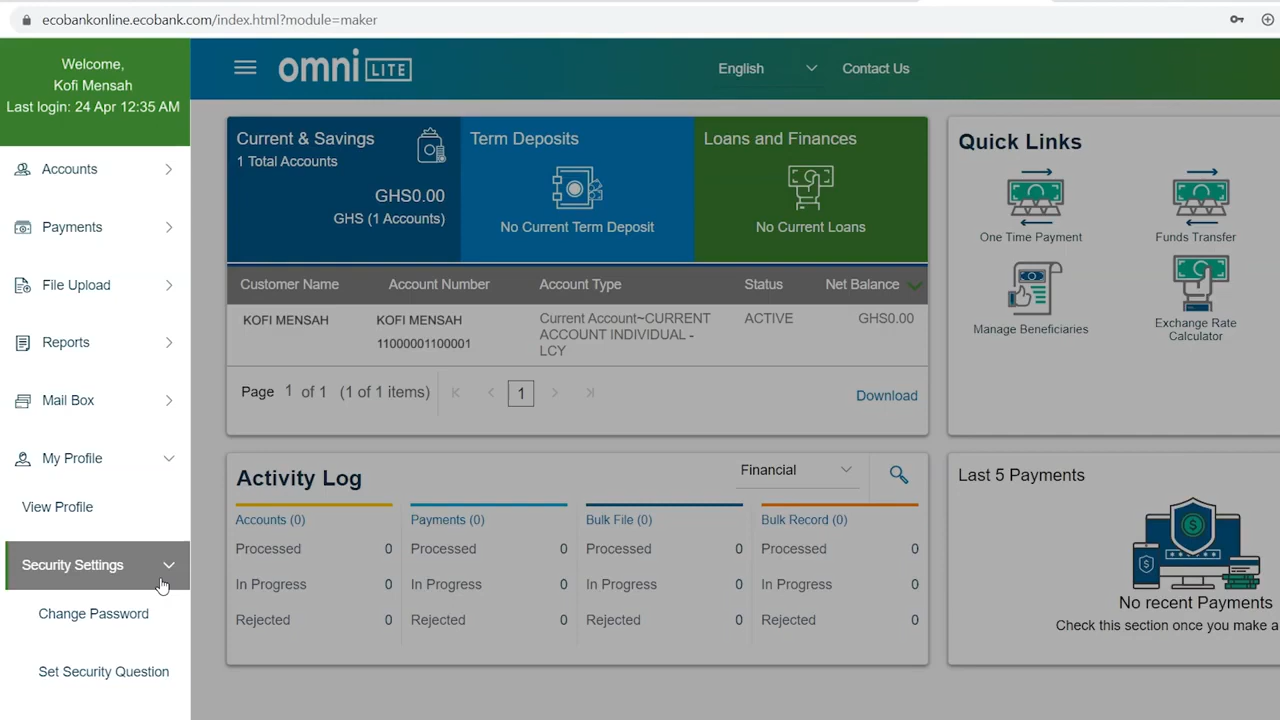 ecobankonline.ecobank.com/index.html?module=maker
Welcome,
Kofi Mensah
Last login: 24 Apr 12:35 AM
Accounts
Payments
File Upload
Reports
Mail Box
My Profile
View Profile
Security Settings
Change Password
Set Security Question
omni LITE
English
Contact Us
Current & Savings
1 Total Accounts
GHS0.00
GHS (1 Accounts)
Term Deposits
No Current Term Deposit
Loans and Finances
No Current Loans
Customer Name Account Number Account Type Status Net Balance
KOFI MENSAH KOFI MENSAH Current Account~CURRENT ACTIVE GHS0.00
11000001100001 ACCOUNT INDIVIDUAL -
LCY
Page 1 of 1 (1 of 1 items) 1 Download
Quick Links
One Time Payment
Funds Transfer
Manage Beneficiaries
Exchange Rate
Calculator
Activity Log
Financial
Accounts (0) Payments (0) Bulk File (0) Bulk Record (0)
Processed 0 Processed 0 Processed 0 Processed 0
In Progress 0 In Progress 0 In Progress 0 In Progress 0
Rejected 0 Rejected 0 Rejected 0 Rejected 0
Last 5 Payments
No recent Payments
Check this section once you make a